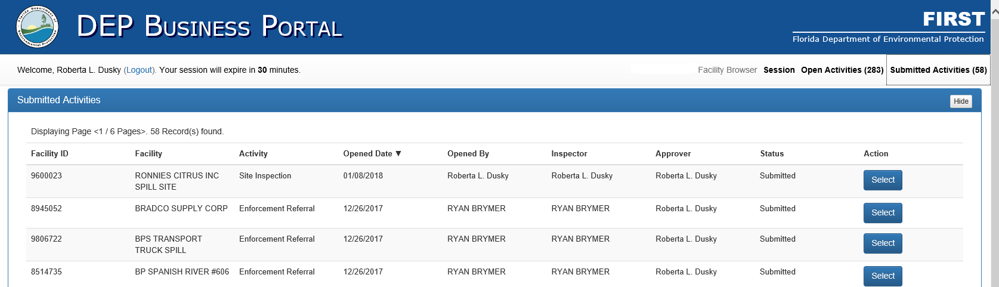 Florida Department of
Environmental Protection
DEP BUSINESS PORTAL
FIRST
Florida Department of Environmental Protection
Welcome, Roberta L. Dusky (Logout). Your session will expire in 30 minutes.
Facility Browser Session Open Activities (283) Submitted Activities (58)
Submitted Activities
Hide
Displaying Page <1 / 6 Pages>. 58 Record(s) found.
Facility ID Facility Activity Opened Date ▼ Opened By Inspector Approver Status Action
9600023 RONNIES CITRUS INC Site Inspection 01/08/2018 Roberta L. Dusky Roberta L. Dusky Roberta L. Dusky Submitted Select
SPILL SITE
8945052 BRADCO SUPPLY CORP Enforcement Referral 12/26/2017 RYAN BRYMER RYAN BRYMER Roberta L. Dusky Submitted Select
9806722 BPS TRANSPORT Enforcement Referral 12/26/2017 RYAN BRYMER RYAN BRYMER Roberta L. Dusky Submitted Select
TRUCK SPILL
8514735 BP SPANISH RIVER #606 Enforcement Referral 12/26/2017 RYAN BRYMER RYAN BRYMER Roberta L. Dusky Submitted Select